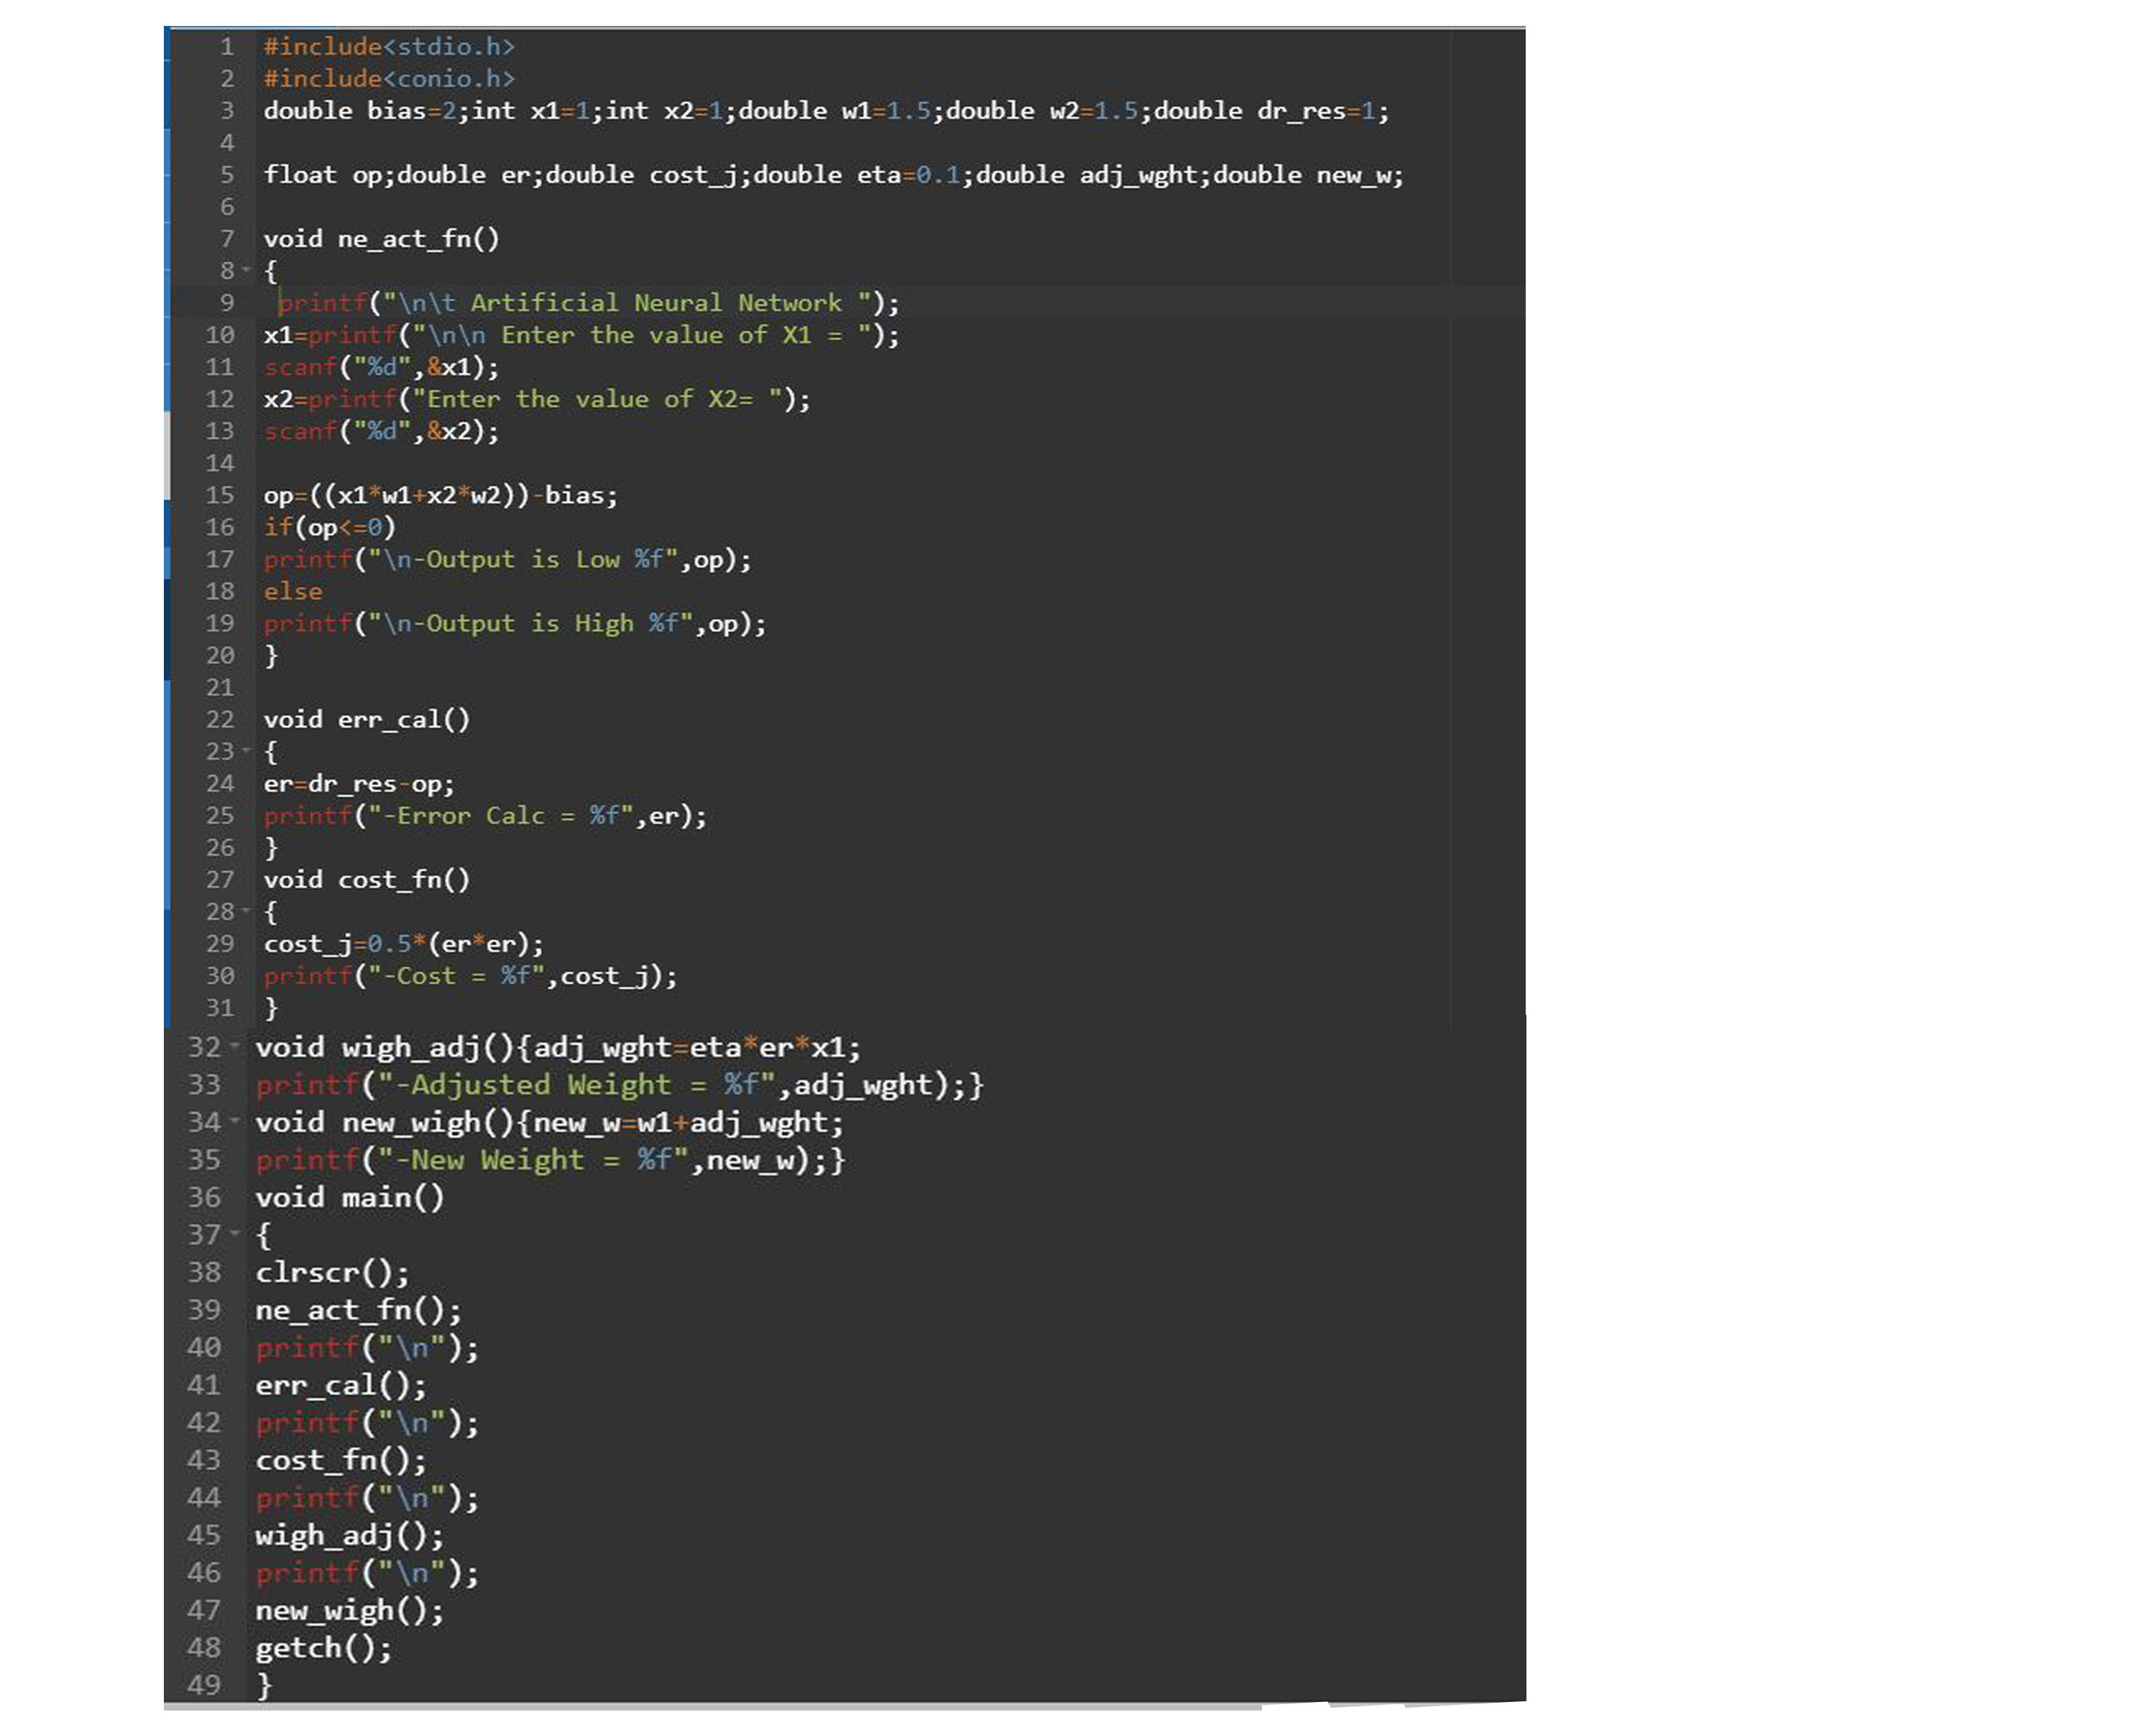 1 #include<stdio.h>
2 #include<conio.h>
3 double bias=2;int x1=1;int x2=1;double w1=1.5;double w2=1.5;double dr_res=1;
4
5 float op;double er;double cost_j;double eta=0.1;double adj_wght;double new_w;
6
7 void ne_act_fn()
8 {
9 printf("\n\t Artificial Neural Network ");
10 x1=printf("\n\n Enter the value of X1 = ");
11 scanf("%d",&x1);
12 x2=printf("Enter the value of X2= ");
13 scanf("%d",&x2);
14
15 op=((x1*w1+x2*w2))-bias;
16 if(op<=0)
17 printf("\n-Output is Low %f",op);
18 else
19 printf("\n-Output is High %f",op);
20 }
21
22 void err_cal()
23 {
24 er=dr_res-op;
25 printf("-Error Calc = %f",er);
26 }
27 void cost_fn()
28 {
29 cost_j=0.5*(er*er);
30 printf("-Cost = %f",cost_j);
31 }
32 void wigh_adj(){adj_wght=eta*er*x1;
33 printf("-Adjusted Weight = %f",adj_wght);}
34 void new_wigh(){new_w=w1+adj_wght;
35 printf("-New Weight = %f",new_w);}
36 void main()
37 {
38 clrscr();
39 ne_act_fn();
40 printf("\n");
41 err_cal();
42 printf("\n");
43 cost_fn();
44 printf("\n");
45 wigh_adj();
46 printf("\n");
47 new_wigh();
48 getch();
49 }